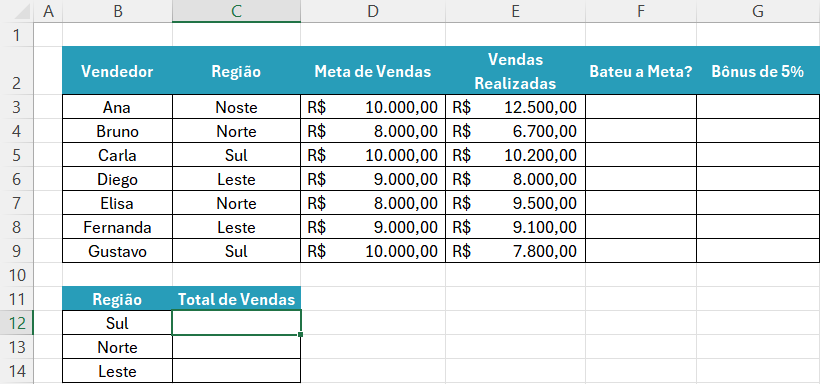 A B C D E F G
1
2 Vendedor Região Meta de Vendas Vendas Realizadas Bateu a Meta? Bônus de 5%
3 Ana Noste R$ 10.000,00 R$ 12.500,00
4 Bruno Norte R$ 8.000,00 R$ 6.700,00
5 Carla Sul R$ 10.000,00 R$ 10.200,00
6 Diego Leste R$ 9.000,00 R$ 8.000,00
7 Elisa Norte R$ 8.000,00 R$ 9.500,00
8 Fernanda Leste R$ 9.000,00 R$ 9.100,00
9 Gustavo Sul R$ 10.000,00 R$ 7.800,00
10
11 Região Total de Vendas
12 Sul
13 Norte
14 Leste